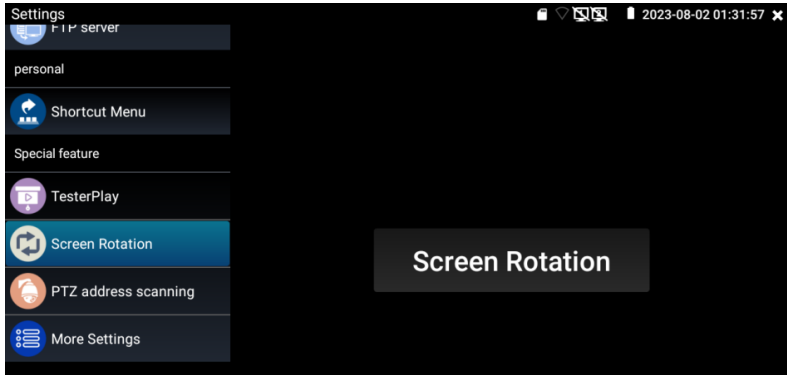 Settings
2023-08-02 01:31:57
FTP server
personal
Shortcut Menu
Special feature
TesterPlay
Screen Rotation
PTZ address scanning
More Settings
Screen Rotation